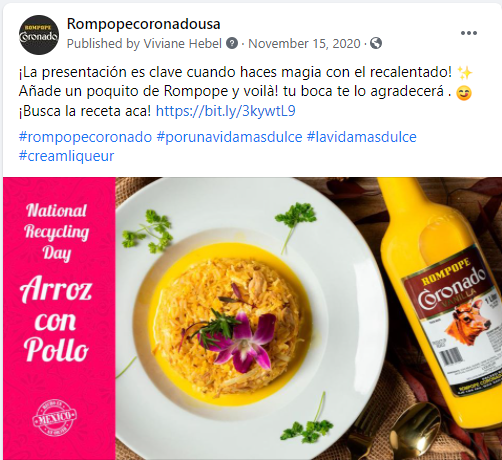 Rompopecoronadousa
Published by Viviane Hebel · November 15, 2020 ·
¡La presentación es clave cuando haces magia con el recalentado! ✨
Añade un poquito de Rompope y voilà! tu boca te lo agradecerá . 😋
¡Busca la receta aca! https://bit.ly/3kywtL9
#rompopecoronado #porunavidamasdulce #lavidamasdulce
#creamliqueur
ROMPOPE
Coronado
National
Recycling
Day
Arroz
con
Pollo
MÉXICO
ROMPOPE
Coronado